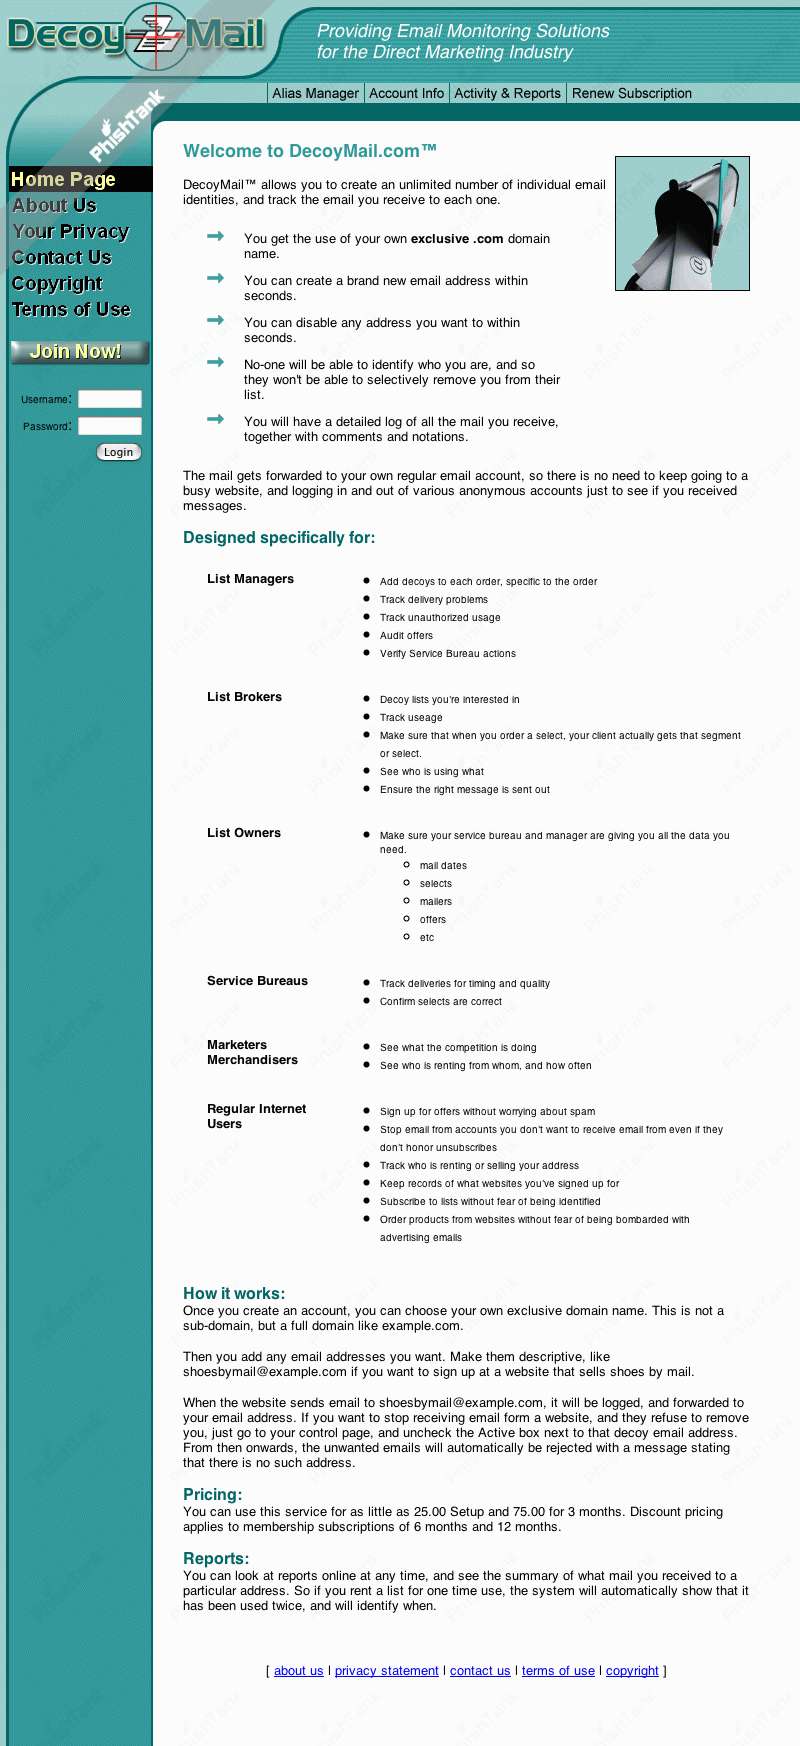 Decoy Mail
Providing Email Monitoring Solutions
for the Direct Marketing Industry
PhishTank
Alias Manager | Account Info | Activity & Reports | Renew Subscription
Home Page
About Us
Your Privacy
Contact Us
Copyright
Terms of Use
Join Now!
Username:
Password:
Login
Welcome to DecoyMail.com™
DecoyMail™ allows you to create an unlimited number of individual email
identities, and track the email you receive to each one.
You get the use of your own exclusive .com domain
name.
You can create a brand new email address within
seconds.
You can disable any address you want to within
seconds.
No-one will be able to identify who you are, and so
they won't be able to selectively remove you from their
list.
You will have a detailed log of all the mail you receive,
together with comments and notations.
@
The mail gets forwarded to your own regular email account, so there is no need to keep going to a
busy website, and logging in and out of various anonymous accounts just to see if you received
messages.
Designed specifically for:
List Managers
Add decoys to each order, specific to the order
Track delivery problems
Track unauthorized usage
Audit offers
Verify Service Bureau actions
List Brokers
Decoy lists you're interested in
Track useage
Make sure that when you order a select, your client actually gets that segment
or select.
See who is using what
Ensure the right message is sent out
List Owners
Make sure your service bureau and manager are giving you all the data you
need.
mail dates
selects
mailers
offers
etc
Service Bureaus
Track deliveries for timing and quality
Confirm selects are correct
Marketers
Merchandisers
See what the competition is doing
See who is renting from whom, and how often
Regular Internet
Users
Sign up for offers without worrying about spam
Stop email from accounts you don't want to receive email from even if they
don't honor unsubscribes
Track who is renting or selling your address
Keep records of what websites you've signed up for
Subscribe to lists without fear of being identified
Order products from websites without fear of being bombarded with
advertising emails
How it works:
Once you create an account, you can choose your own exclusive domain name. This is not a
sub-domain, but a full domain like example.com.
Then you add any email addresses you want. Make them descriptive, like
shoesbymail@example.com if you want to sign up at a website that sells shoes by mail.
When the website sends email to shoesbymail@example.com, it will be logged, and forwarded to
your email address. If you want to stop receiving email form a website, and they refuse to remove
you, just go to your control page, and uncheck the Active box next to that decoy email address.
From then onwards, the unwanted emails will automatically be rejected with a message stating
that there is no such address.
Pricing:
You can use this service for as little as 25.00 Setup and 75.00 for 3 months. Discount pricing
applies to membership subscriptions of 6 months and 12 months.
Reports:
You can look at reports online at any time, and see the summary of what mail you received to a
particular address. So if you rent a list for one time use, the system will automatically show that it
has been used twice, and will identify when.
[ about us | privacy statement | contact us | terms of use | copyright ]